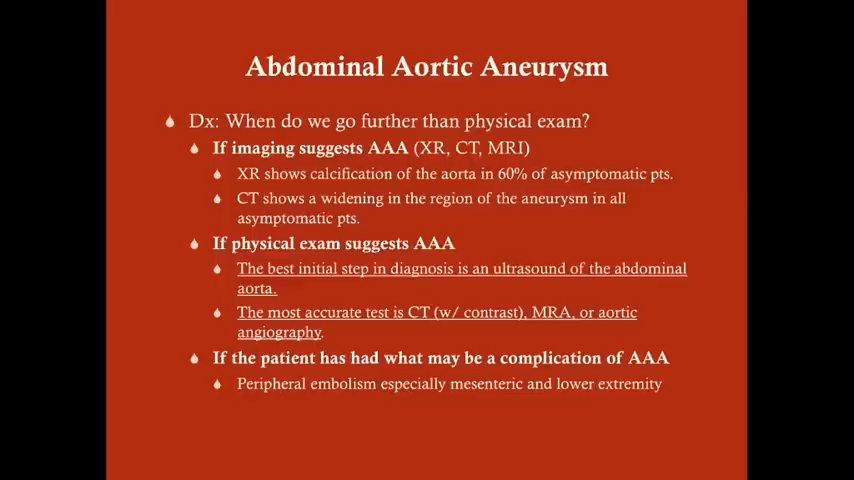 Abdominal Aortic Aneurysm
Dx: When do we go further than physical exam?
If imaging suggests AAA (XR, CT, MRI)
XR shows calcification of the aorta in 60% of asymptomatic pts.
CT shows a widening in the region of the aneurysm in all
asymptomatic pts.
If physical exam suggests AAA
The best initial step in diagnosis is an ultrasound of the abdominal
aorta.
The most accurate test is CT (w/ contrast), MRA, or aortic
angiography.
If the patient has had what may be a complication of AAA
Peripheral embolism especially mesenteric and lower extremity